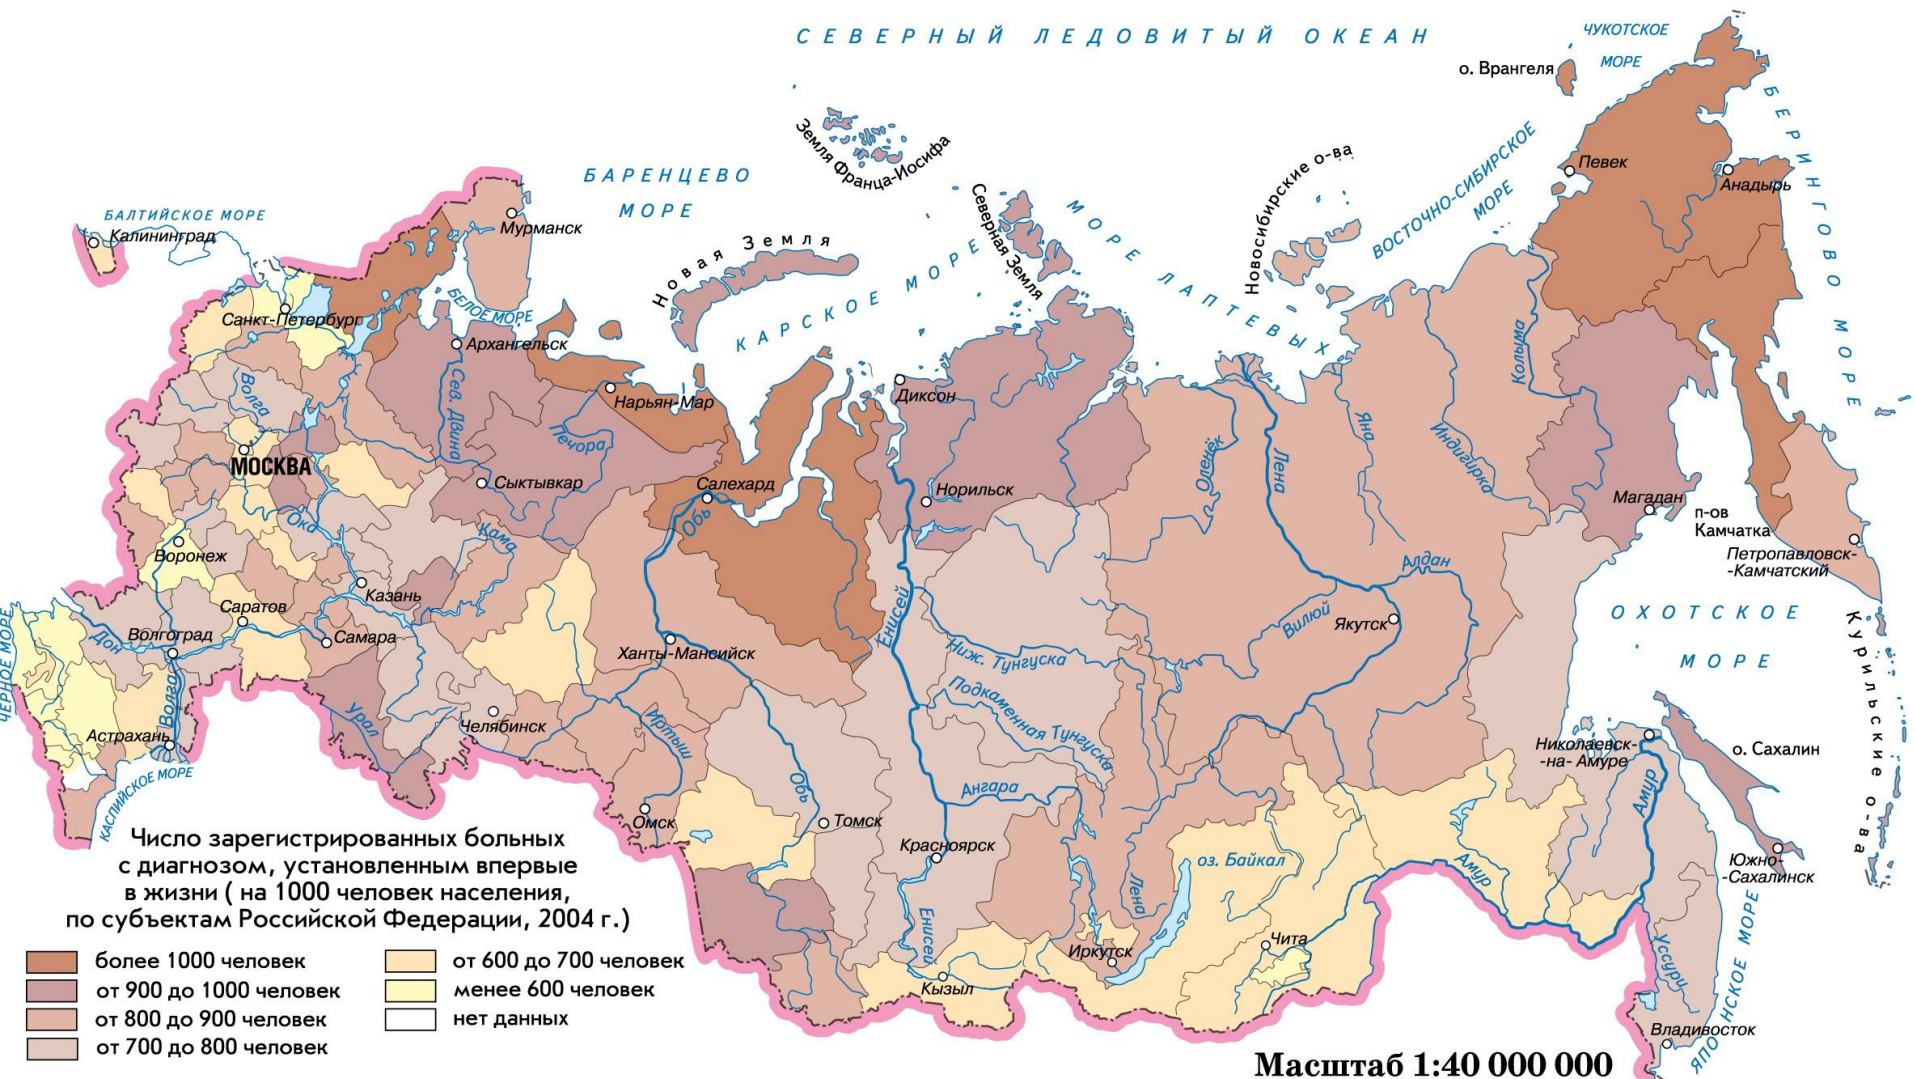 СЕВЕРНЫЙ ЛЕДОВИТЫЙ ОКЕАН
ЧУКОТСКОЕ
МОРЕ
о. Врангеля
БЕРИНГОВО МОРЕ
Земля Франца-Иосифа
БАРЕНЦЕВО
МОРЕ
Северная Земля
МОРЕ ЛАПТЕВЫХ
Новосибирские о-ва
ВОСТОЧНО-СИБИРСКОЕ
МОРЕ
Певек
Анадырь
БАЛТИЙСКОЕ МОРЕ
Калининград
Мурманск
Новая Земля
КАРСКОЕ МОРЕ
Санкт-Петербург
БЕЛОЕ МОРЕ
Архангельск
Нарьян-Мар
Диксон
Колыма
Волга
Сев. Двина
Печора
МОСКВА
Сыктывкар
Салехард
Обь
Норильск
Оленёк
Лена
Яна
Индигирка
Магадан
п-ов
Камчатка
Петропавловск-
-Камчатский
Ока
Кама
Воронеж
Казань
Саратов
Самара
Волгоград
Дон
ЧЕРНОЕ МОРЕ
Волга
Астрахань
КАСПИЙСКОЕ МОРЕ
Урал
Челябинск
Ханты-Мансийск
Иртыш
Обь
Енисей
Ниж. Тунгуска
Подкаменная Тунгуска
Вилюй
Алдан
Якутск
ОХОТСКОЕ
МОРЕ
Курильские о-ва
Николаевск-
-на- Амуре
о. Сахалин
Амур
Омск
Томск
Ангара
Красноярск
Енисей
Кызыл
Лена
оз. Байкал
Иркутск
Чита
Амур
Южно-
-Сахалинск
Уссури
ЯПОНСКОЕ МОРЕ
Владивосток
Число зарегистрированных больных
с диагнозом, установленным впервые
в жизни ( на 1000 человек населения,
по субъектам Российской Федерации, 2004 г.)
более 1000 человек
от 900 до 1000 человек
от 800 до 900 человек
от 700 до 800 человек
от 600 до 700 человек
менее 600 человек
нет данных
Масштаб 1:40 000 000